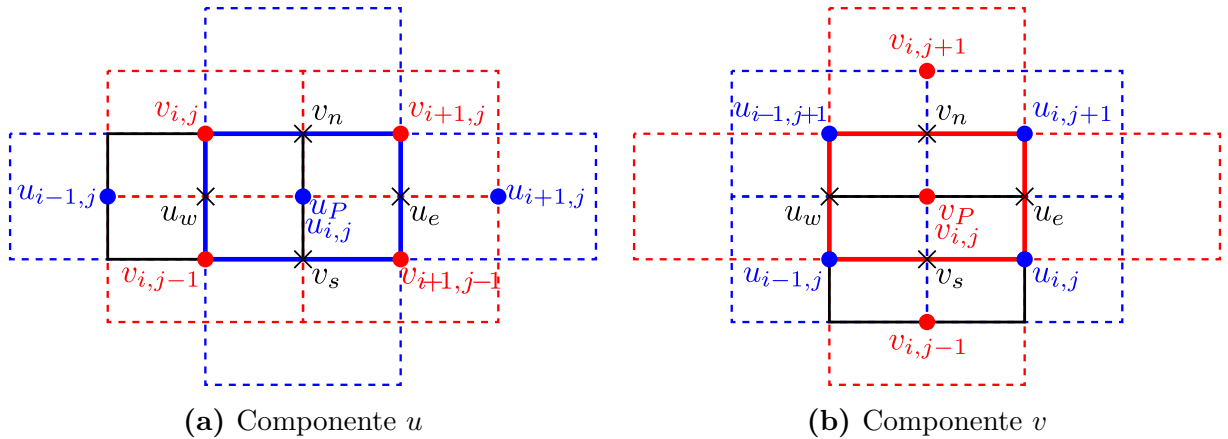 v_{i,j} v_n v_{i+1,j}
u_{i-1,j} u_w u_P u_e u_{i+1,j}
u_{i,j}
v_{i,j-1} v_s v_{i+1,j-1}
(a) Componente u
v_{i,j+1}
u_{i-1,j+1} v_n u_{i,j+1}
u_w v_P u_e
v_{i,j}
u_{i-1,j} v_s u_{i,j}
v_{i,j-1}
(b) Componente v